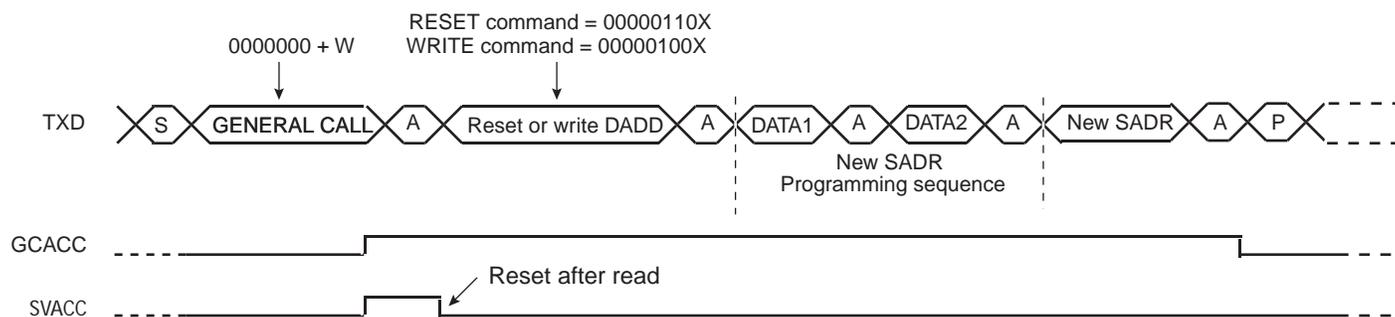 RESET command = 00000110X
0000000 + W
WRITE command = 00000100X
TXD
S
GENERAL CALL
A
Reset or write DADD
A
DATA1
A
DATA2
A
New SADR
A
P
New SADR
Programming sequence
GCACC
Reset after read
SVACC